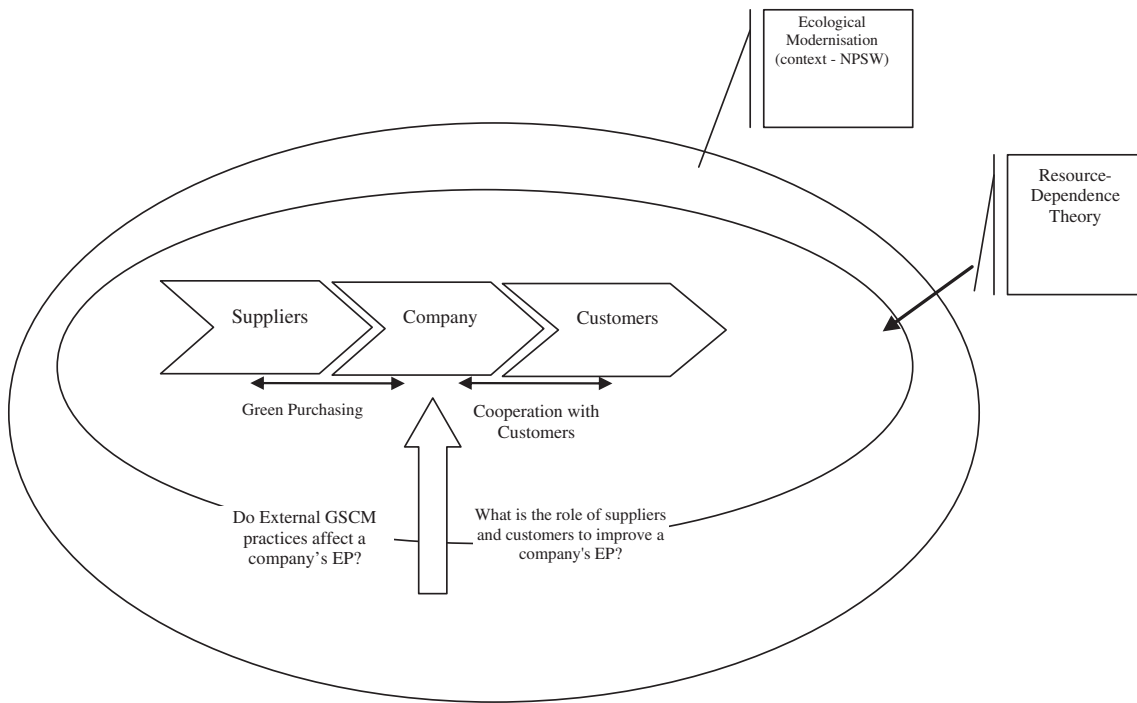 Ecological
Modernisation
(context - NPSW)
Resource-
Dependence
Theory
Suppliers
Company
Customers
Green Purchasing
Cooperation with
Customers
Do External GSCM
practices affect a
company’s EP?
What is the role of suppliers
and customers to improve a
company's EP?